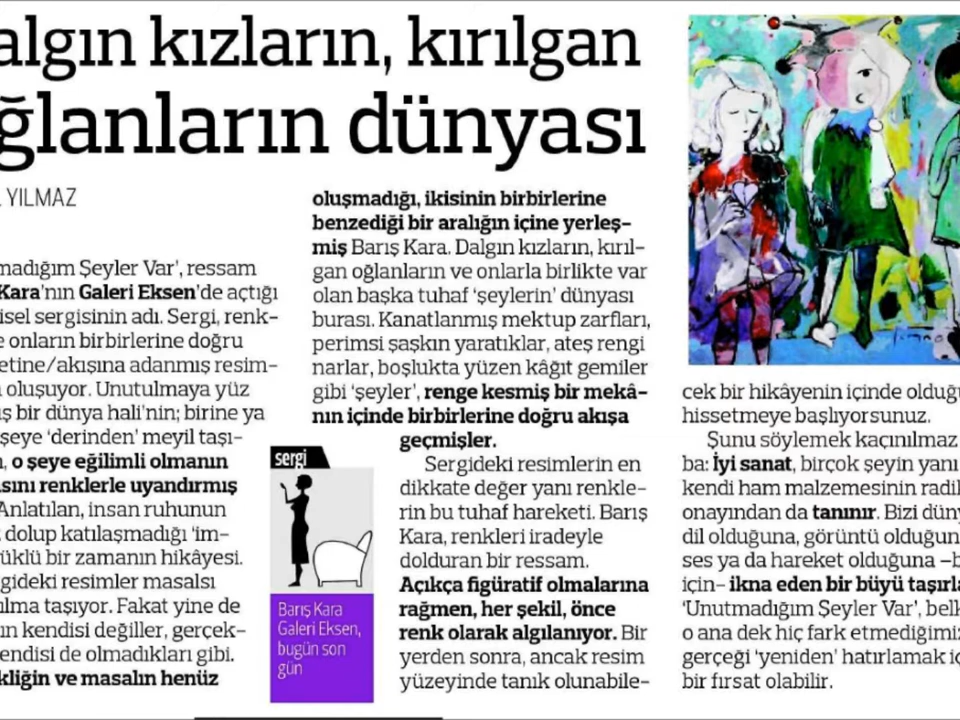 algın kızların, kırılgan
ğlanların dünyası
YILMAZ
madığım Şeyler Var’, ressam
Kara’nın Galeri Eksen’de açtığı
isel sergisinin adı. Sergi, renk-
e onların birbirlerine doğru
etine/akışına adanmış resim-
oluşuyor. Unutulmaya yüz
ış bir dünya hali’nin; birine ya
şeye ‘derinden’ meyil taşı-
, o şeye eğilimli olmanın
asını renklerle uyandırmış
Anlatılan, insan ruhunun
dolup katılaşmadığı ‘im-
üklü bir zamanın hikâyesi.
gideki resimler masalsı
ılma taşıyor. Fakat yine de
ın kendisi değiller, gerçek-
endisi de olmadıkları gibi.
kliğin ve masalın henüz
oluşmadığı, ikisinin birbirlerine
benzediği bir aralığın içine yerleş-
miş Barış Kara. Dalgın kızların, kırıl-
gan oğlanların ve onlarla birlikte var
olan başka tuhaf ‘şeylerin’ dünyası
burası. Kanatlanmış mektup zarfları,
perimsi şaşkın yaratıklar, ateş rengi
narlar, boşlukta yüzen kâğıt gemiler
gibi ‘şeyler’, renge kesmiş bir mekâ-
nın içinde birbirlerine doğru akışa
geçmişler.
Sergideki resimlerin en
dikkate değer yanı renkle-
rin bu tuhaf hareketi. Barış
Kara, renkleri iradeyle
dolduran bir ressam.
Açıkça figüratif olmalarına
rağmen, her şekil, önce
renk olarak algılanıyor. Bir
yerden sonra, ancak resim
yüzeyinde tanık olunabile-
sergi
Barış Kara
Galeri Eksen,
bugün son
gün
cek bir hikâyenin içinde olduğu
hissetmeye başlıyorsunuz.
Şunu söylemek kaçınılmaz
ba: İyi sanat, birçok şeyin yanı
kendi ham malzemesinin radil
onayından da tanınır. Bizi düny
dil olduğuna, görüntü olduğun
ses ya da hareket olduğuna –b
için– ikna eden bir büyü taşırla
‘Unutmadığım Şeyler Var’, belk
o ana dek hiç fark etmediğimiz
gerçeği ‘yeniden’ hatırlamak iç
bir fırsat olabilir.